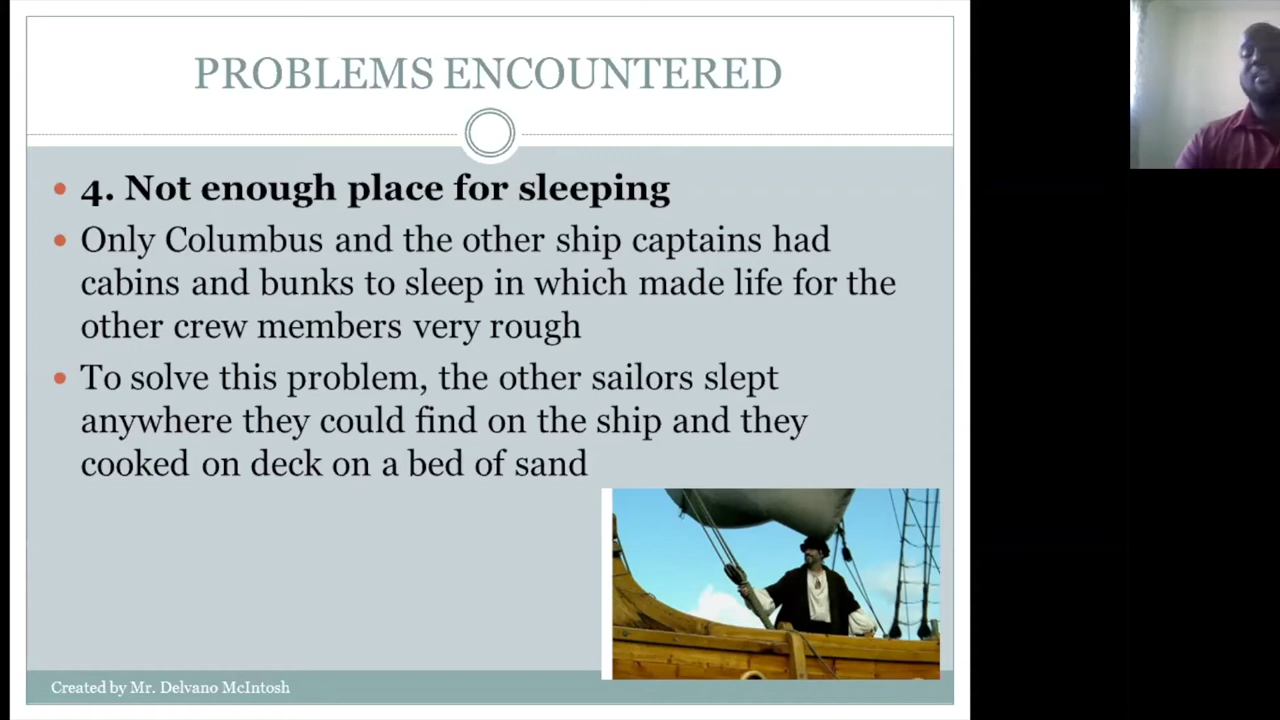 PROBLEMS ENCOUNTERED
4. Not enough place for sleeping
Only Columbus and the other ship captains had
cabins and bunks to sleep in which made life for the
other crew members very rough
To solve this problem, the other sailors slept
anywhere they could find on the ship and they
cooked on deck on a bed of sand
Created by Mr. Delvano McIntosh